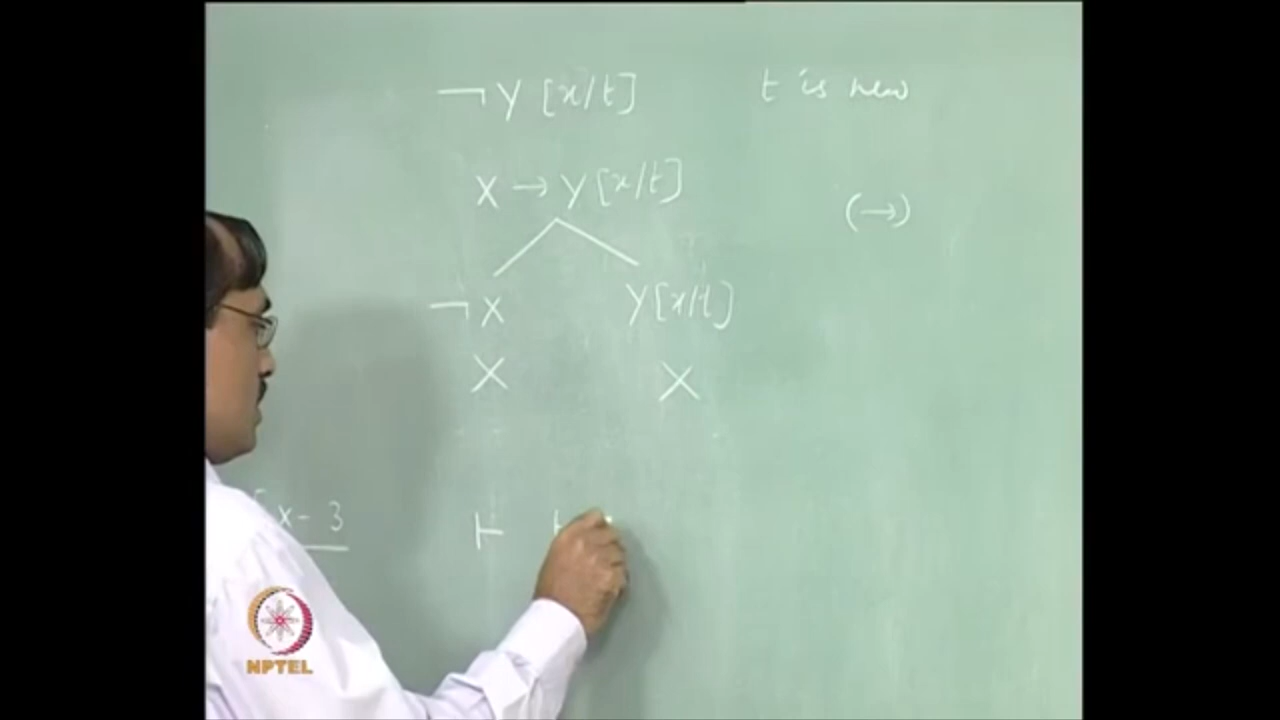 ¬Y [x/t] t is new
X → Y [x/t] (→)
¬X Y [x/t]
X X
x - 3 ⊢
NPTEL